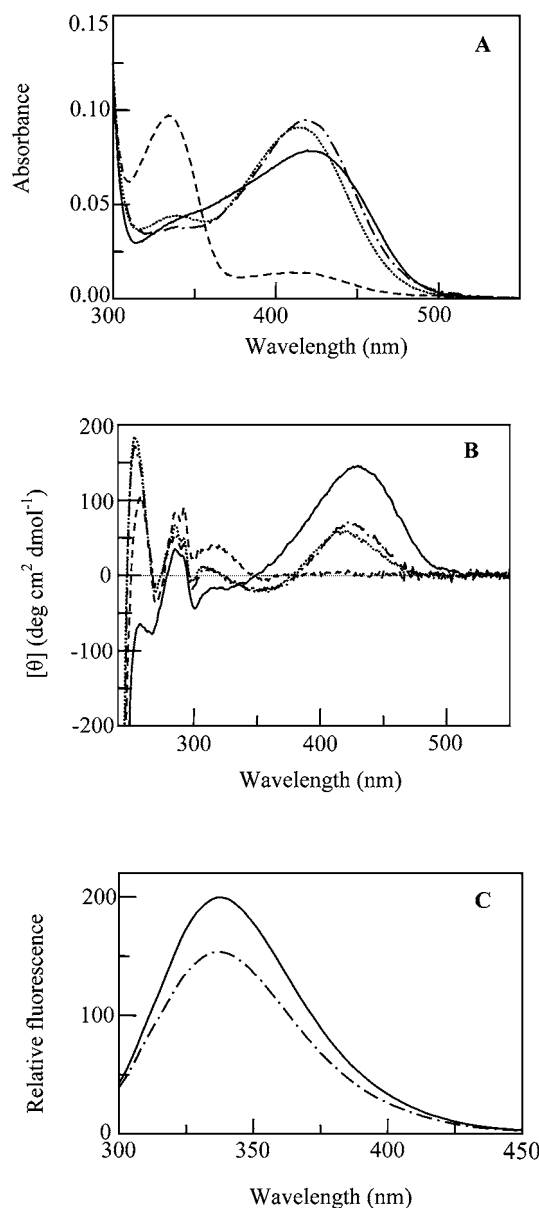 A
0.15
0.10
0.05
0.00
Absorbance
300
400
500
Wavelength (nm)
B
200
100
0
-100
-200
[θ] (deg cm² dmol⁻¹)
300
400
500
Wavelength (nm)
C
200
100
0
Relative fluorescence
300
350
400
450
Wavelength (nm)